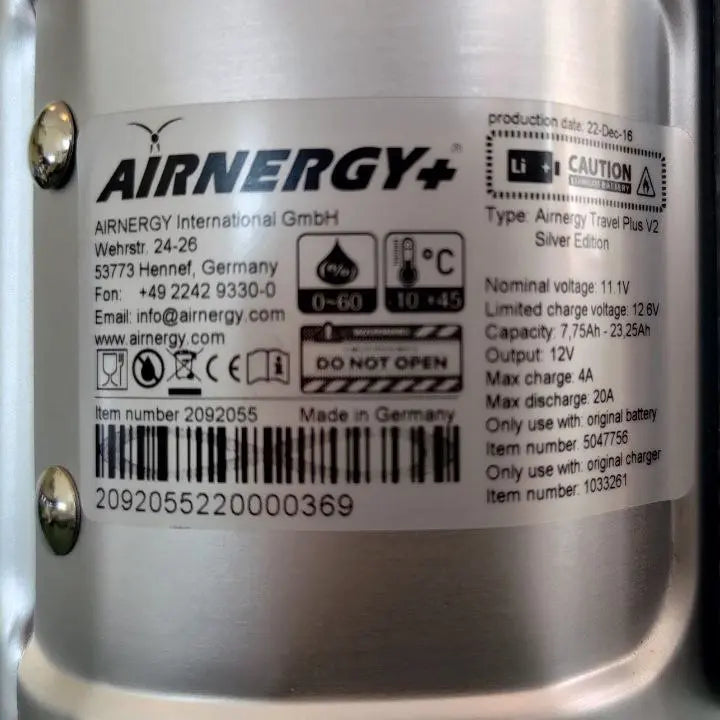 AIRNERGY+®
AIRNERGY International GmbH
Wehrstr. 24-26
53773 Hennef, Germany
Fon: +49 2242 9330-0
Email: info@airnergy.com
www.airnergy.com
(%)
0~60
°C
-10 +45
WARNING
DO NOT OPEN
CE
i
Item number 2092055
Made in Germany
2092055220000369
production date: 22-Dec-16
Li +
CAUTION
Type: Airnergy Travel Plus V2
Silver Edition
Nominal voltage: 11.1V
Limited charge voltage: 12.6V
Capacity: 7,75Ah - 23,25Ah
Output: 12V
Max charge: 4A
Max discharge: 20A
Only use with: original battery
Item number: 5047756
Only use with: original charger
Item number: 1033261